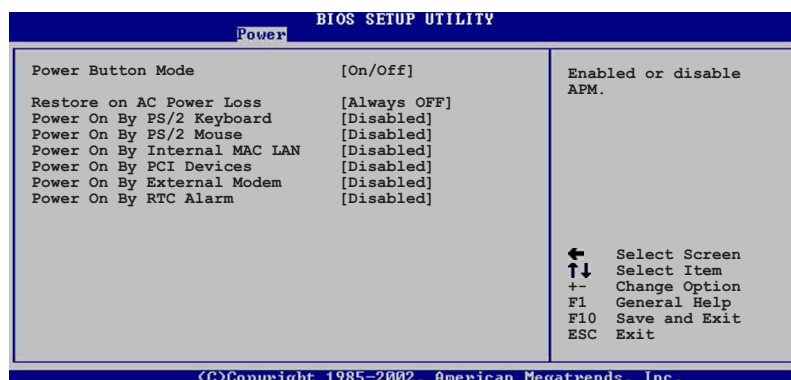 BIOS SETUP UTILITY
Power
Power Button Mode [On/Off]
Restore on AC Power Loss [Always OFF]
Power On By PS/2 Keyboard [Disabled]
Power On By PS/2 Mouse [Disabled]
Power On By Internal MAC LAN [Disabled]
Power On By PCI Devices [Disabled]
Power On By External Modem [Disabled]
Power On By RTC Alarm [Disabled]
Enabled or disable
APM.
← Select Screen
↑↓ Select Item
+- Change Option
F1 General Help
F10 Save and Exit
ESC Exit
(C)Copyright 1985-2002, American Megatrends, Inc.